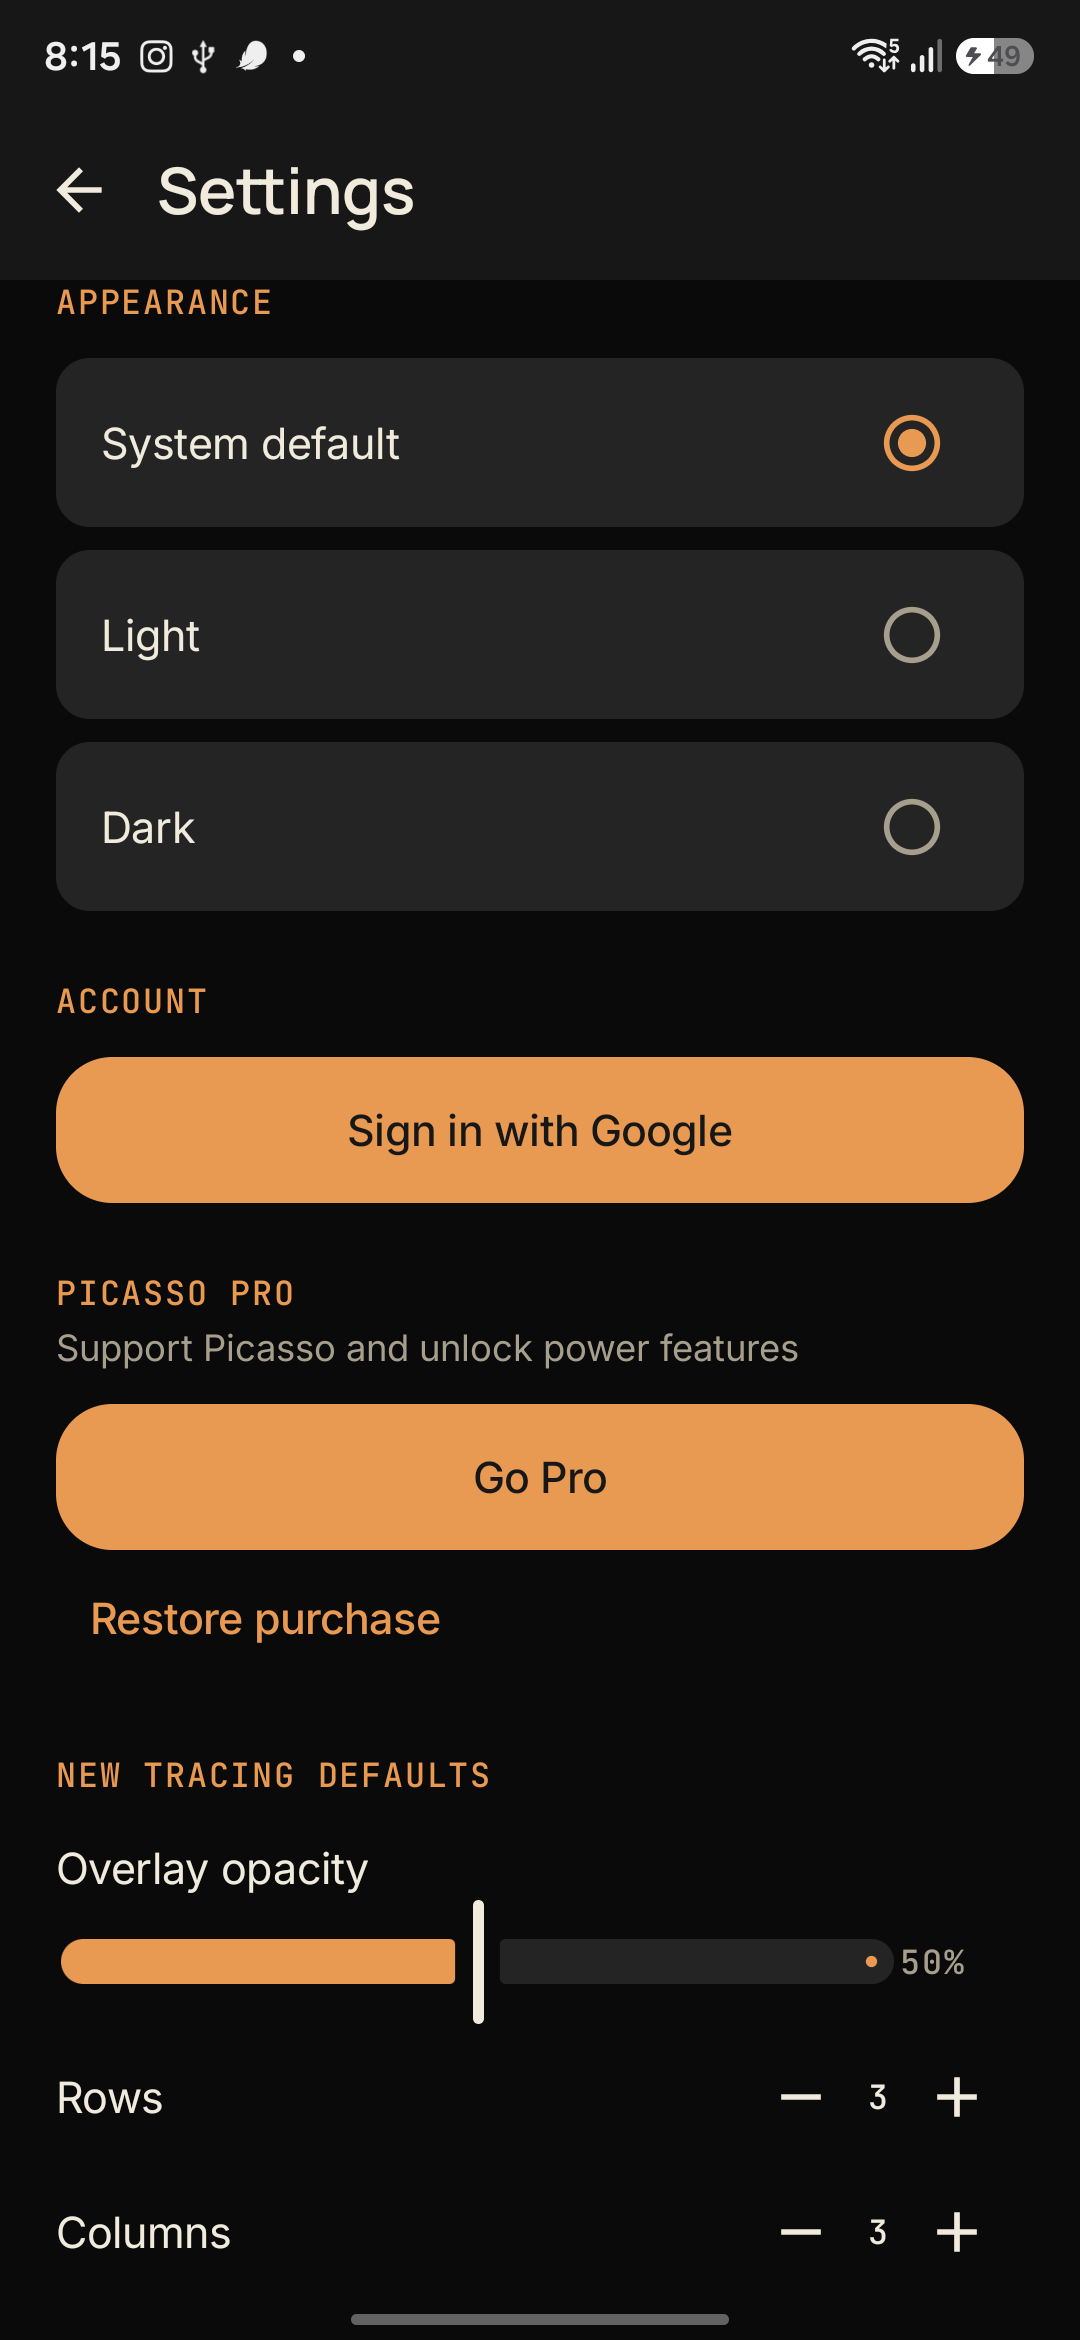 8:15
5
49
Settings
APPEARANCE
System default
Light
Dark
ACCOUNT
Sign in with Google
PICASSO PRO
Support Picasso and unlock power features
Go Pro
Restore purchase
NEW TRACING DEFAULTS
Overlay opacity
50%
Rows
3
Columns
3